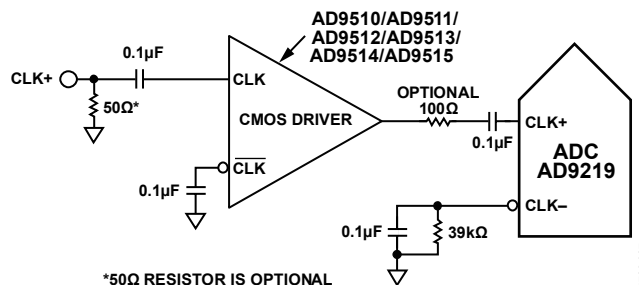 AD9510/AD9511/
AD9512/AD9513/
AD9514/AD9515
0.1µF
CLK+
CLK
50Ω*
OPTIONAL
100Ω
CMOS DRIVER
0.1µF
CLK+
ADC
AD9219
CLK
0.1µF
CLK–
0.1µF
39kΩ
*50Ω RESISTOR IS OPTIONAL